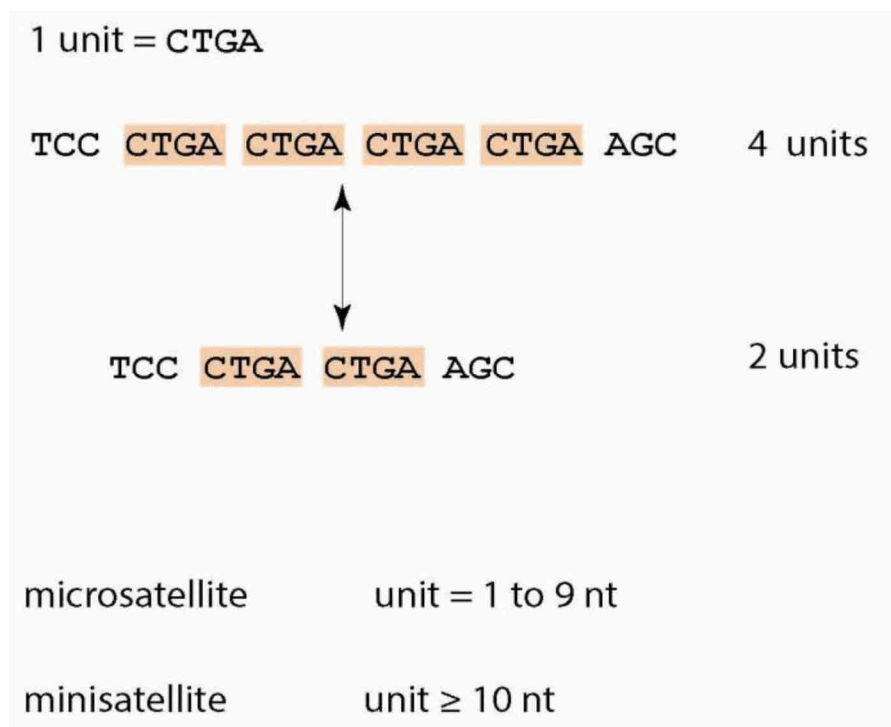 1 unit = CTGA
TCC CTGA CTGA CTGA CTGA AGC 4 units
TCC CTGA CTGA AGC 2 units
microsatellite unit = 1 to 9 nt
minisatellite unit ≥ 10 nt